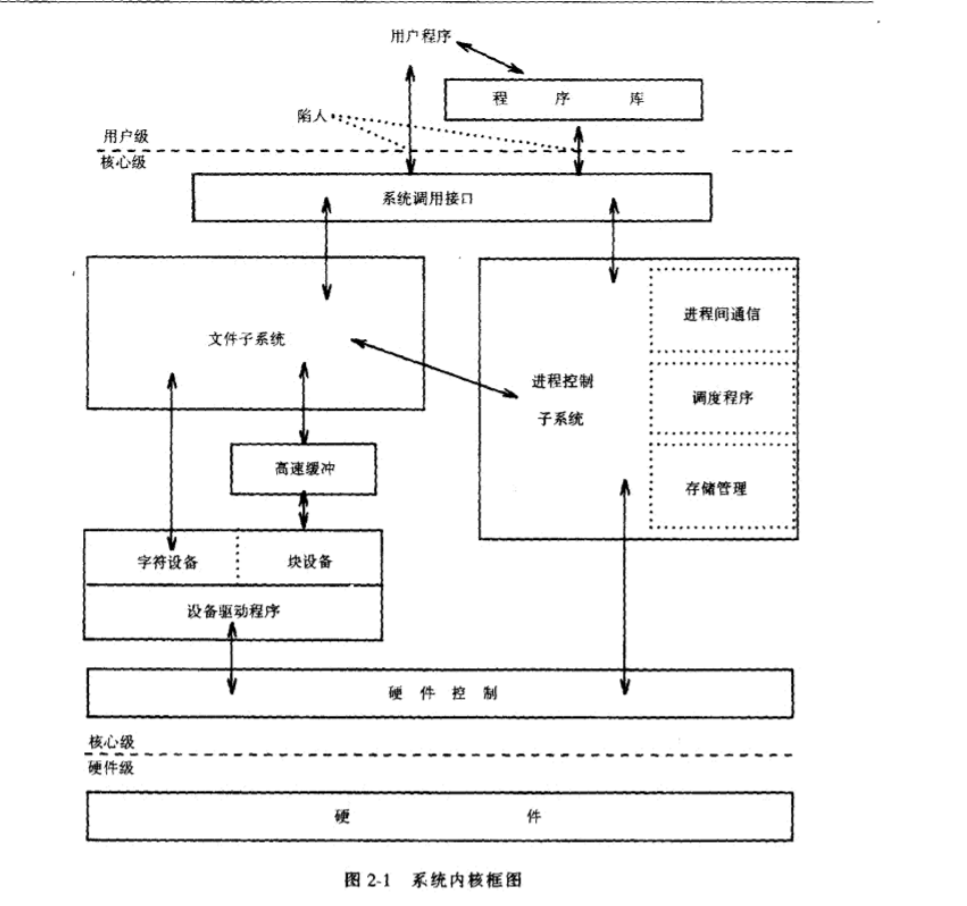 用户程序
程 序 库
陷人
用户级
核心级
系统调用接口
文件子系统
进程控制
子系统
进程间通信
调度程序
存储管理
高速缓冲
字符设备
块设备
设备驱动程序
硬 件 控 制
核心级
硬件级
硬 件
图 2-1 系统内核框图